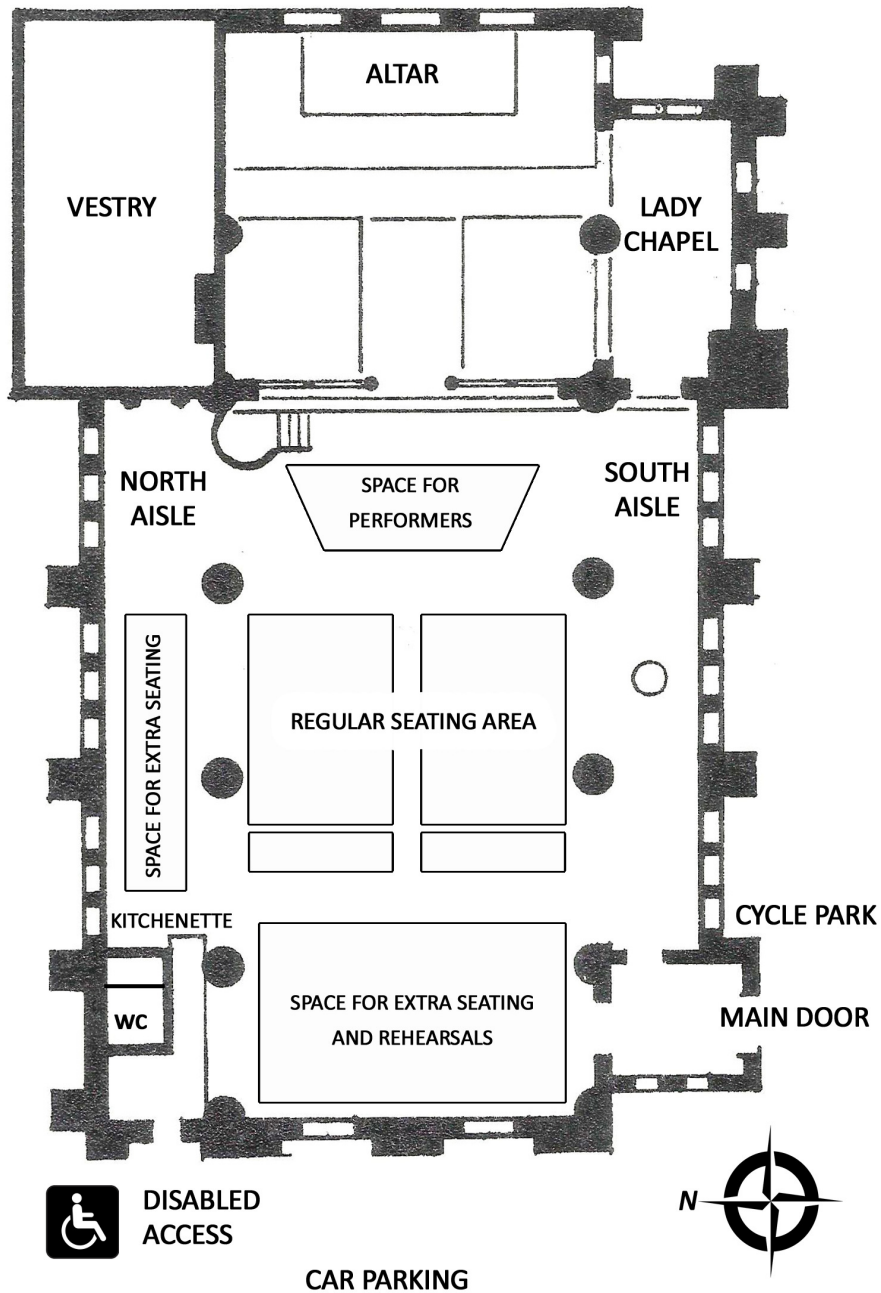 ALTAR
VESTRY
LADY
CHAPEL
NORTH
AISLE
SPACE FOR
PERFORMERS
SOUTH
AISLE
SPACE FOR EXTRA SEATING
REGULAR SEATING AREA
KITCHENETTE
CYCLE PARK
WC
SPACE FOR EXTRA SEATING
AND REHEARSALS
MAIN DOOR
DISABLED
ACCESS
N
CAR PARKING